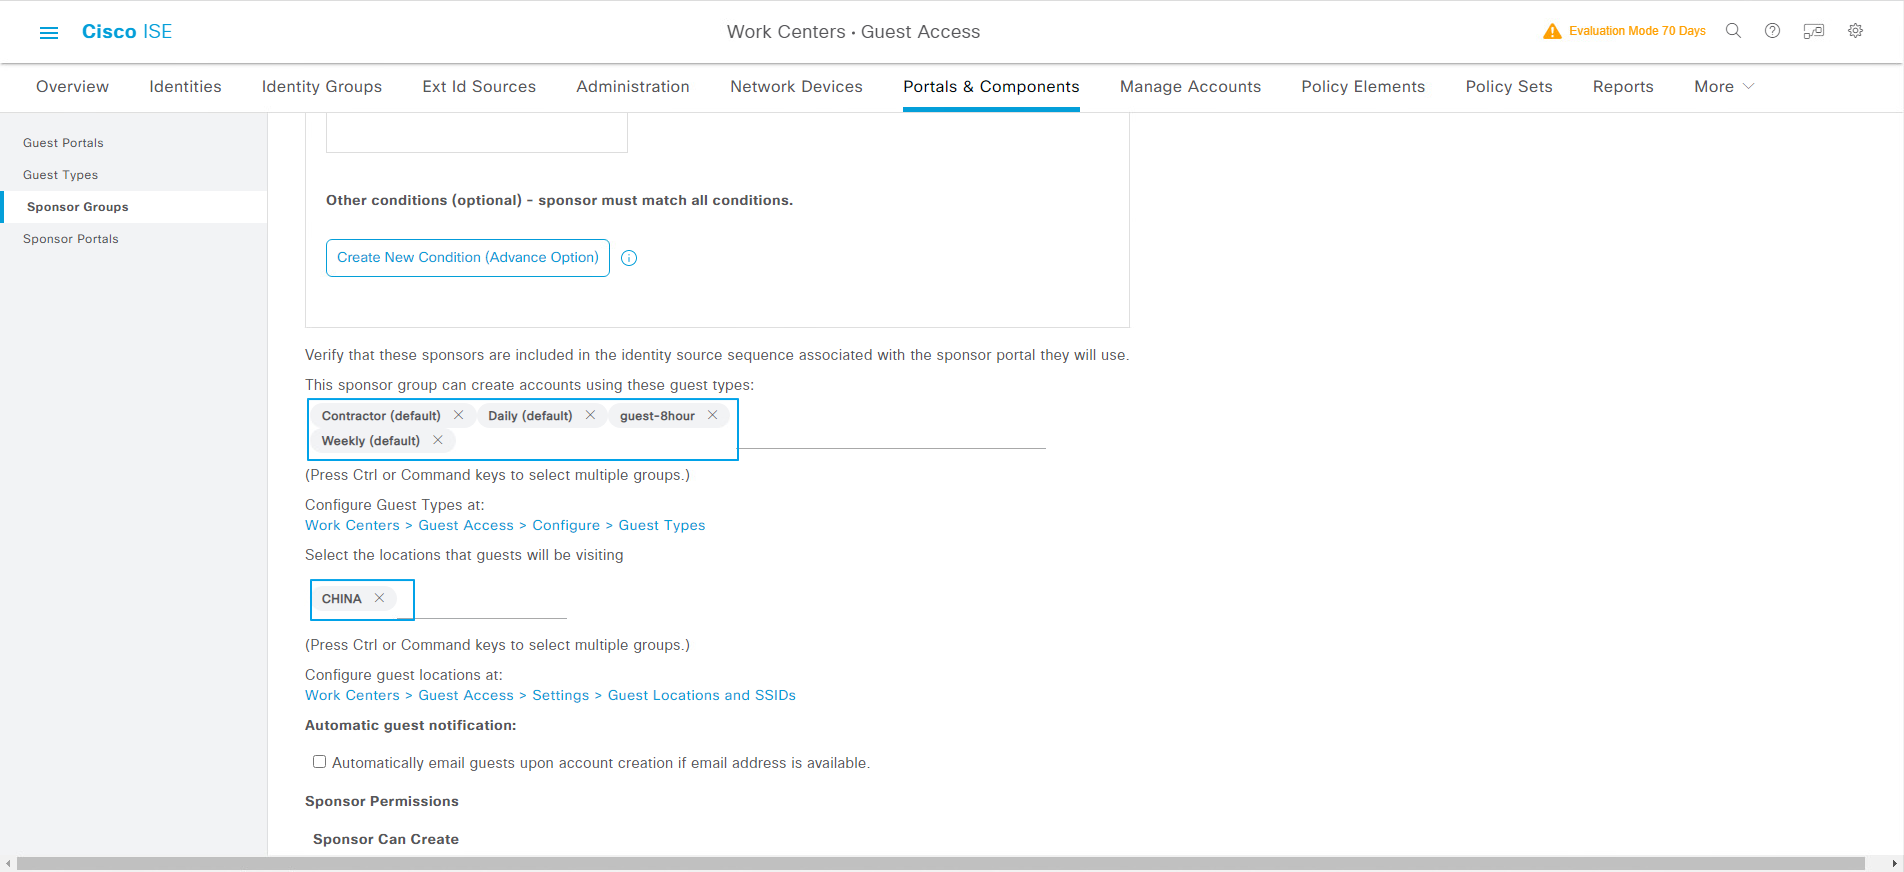 Cisco ISE
Work Centers · Guest Access
Evaluation Mode 70 Days
Overview
Identities
Identity Groups
Ext Id Sources
Administration
Network Devices
Portals & Components
Manage Accounts
Policy Elements
Policy Sets
Reports
More
Guest Portals
Guest Types
Sponsor Groups
Sponsor Portals
Other conditions (optional) - sponsor must match all conditions.
Create New Condition (Advance Option)
Verify that these sponsors are included in the identity source sequence associated with the sponsor portal they will use.
This sponsor group can create accounts using these guest types:
Contractor (default) Daily (default) guest-8hour
Weekly (default)
(Press Ctrl or Command keys to select multiple groups.)
Configure Guest Types at:
Work Centers > Guest Access > Configure > Guest Types
Select the locations that guests will be visiting
CHINA
(Press Ctrl or Command keys to select multiple groups.)
Configure guest locations at:
Work Centers > Guest Access > Settings > Guest Locations and SSIDs
Automatic guest notification:
Automatically email guests upon account creation if email address is available.
Sponsor Permissions
Sponsor Can Create